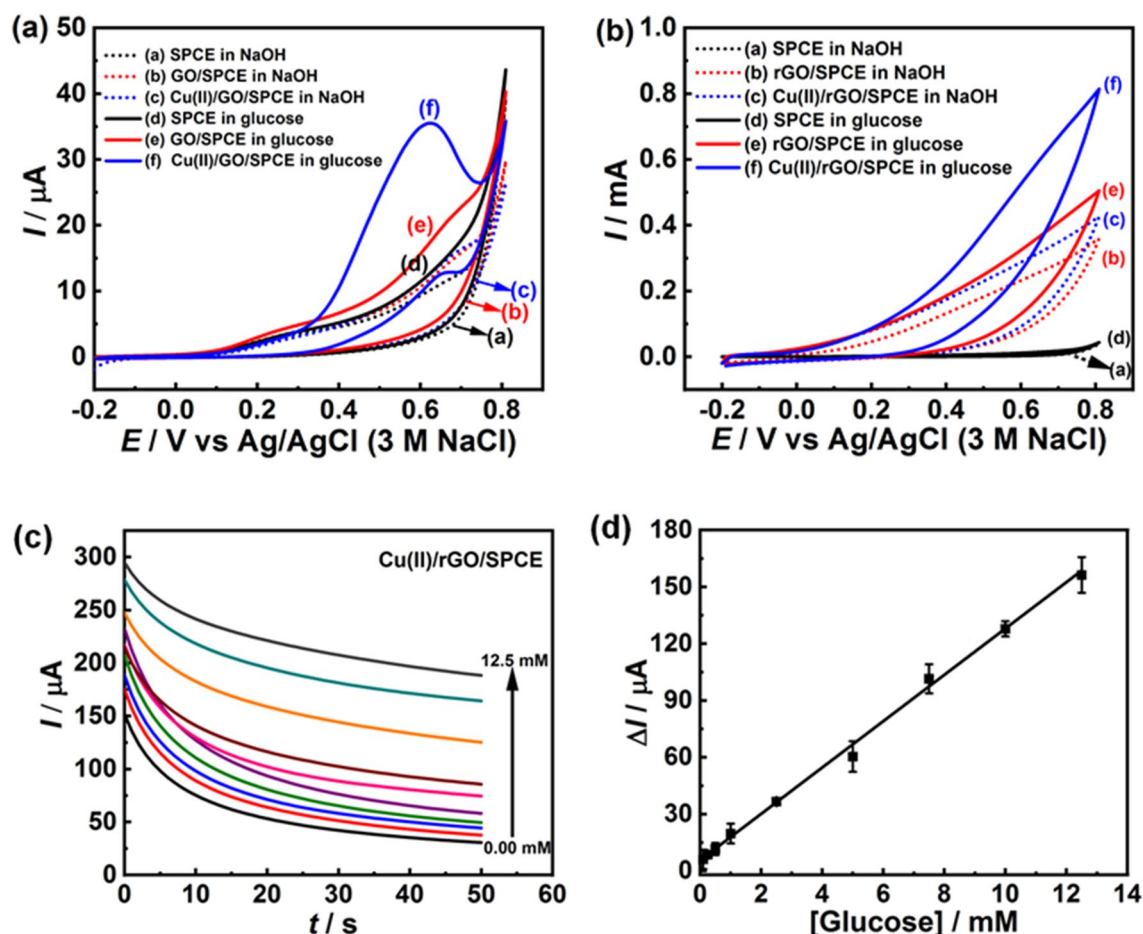 (a)
50
40
30
20
10
0
I / μA
(a) SPCE in NaOH
(b) GO/SPCE in NaOH
(c) Cu(II)/GO/SPCE in NaOH
(d) SPCE in glucose
(e) GO/SPCE in glucose
(f) Cu(II)/GO/SPCE in glucose
(f)
(e)
(d)
(c)
(b)
(a)
-0.2 0.0 0.2 0.4 0.6 0.8
E / V vs Ag/AgCl (3 M NaCl)
(b)
1.0
0.8
0.6
0.4
0.2
0.0
I / mA
(a) SPCE in NaOH
(b) rGO/SPCE in NaOH
(c) Cu(II)/rGO/SPCE in NaOH
(d) SPCE in glucose
(e) rGO/SPCE in glucose
(f) Cu(II)/rGO/SPCE in glucose
(f)
(e)
(c)
(b)
(d)
(a)
-0.2 0.0 0.2 0.4 0.6 0.8
E / V vs Ag/AgCl (3 M NaCl)
(c)
300
250
200
150
100
50
0
I / μA
Cu(II)/rGO/SPCE
12.5 mM
0.00 mM
0 10 20 30 40 50 60
t / s
(d)
180
150
120
90
60
30
0
ΔI / μA
0 2 4 6 8 10 12 14
[Glucose] / mM